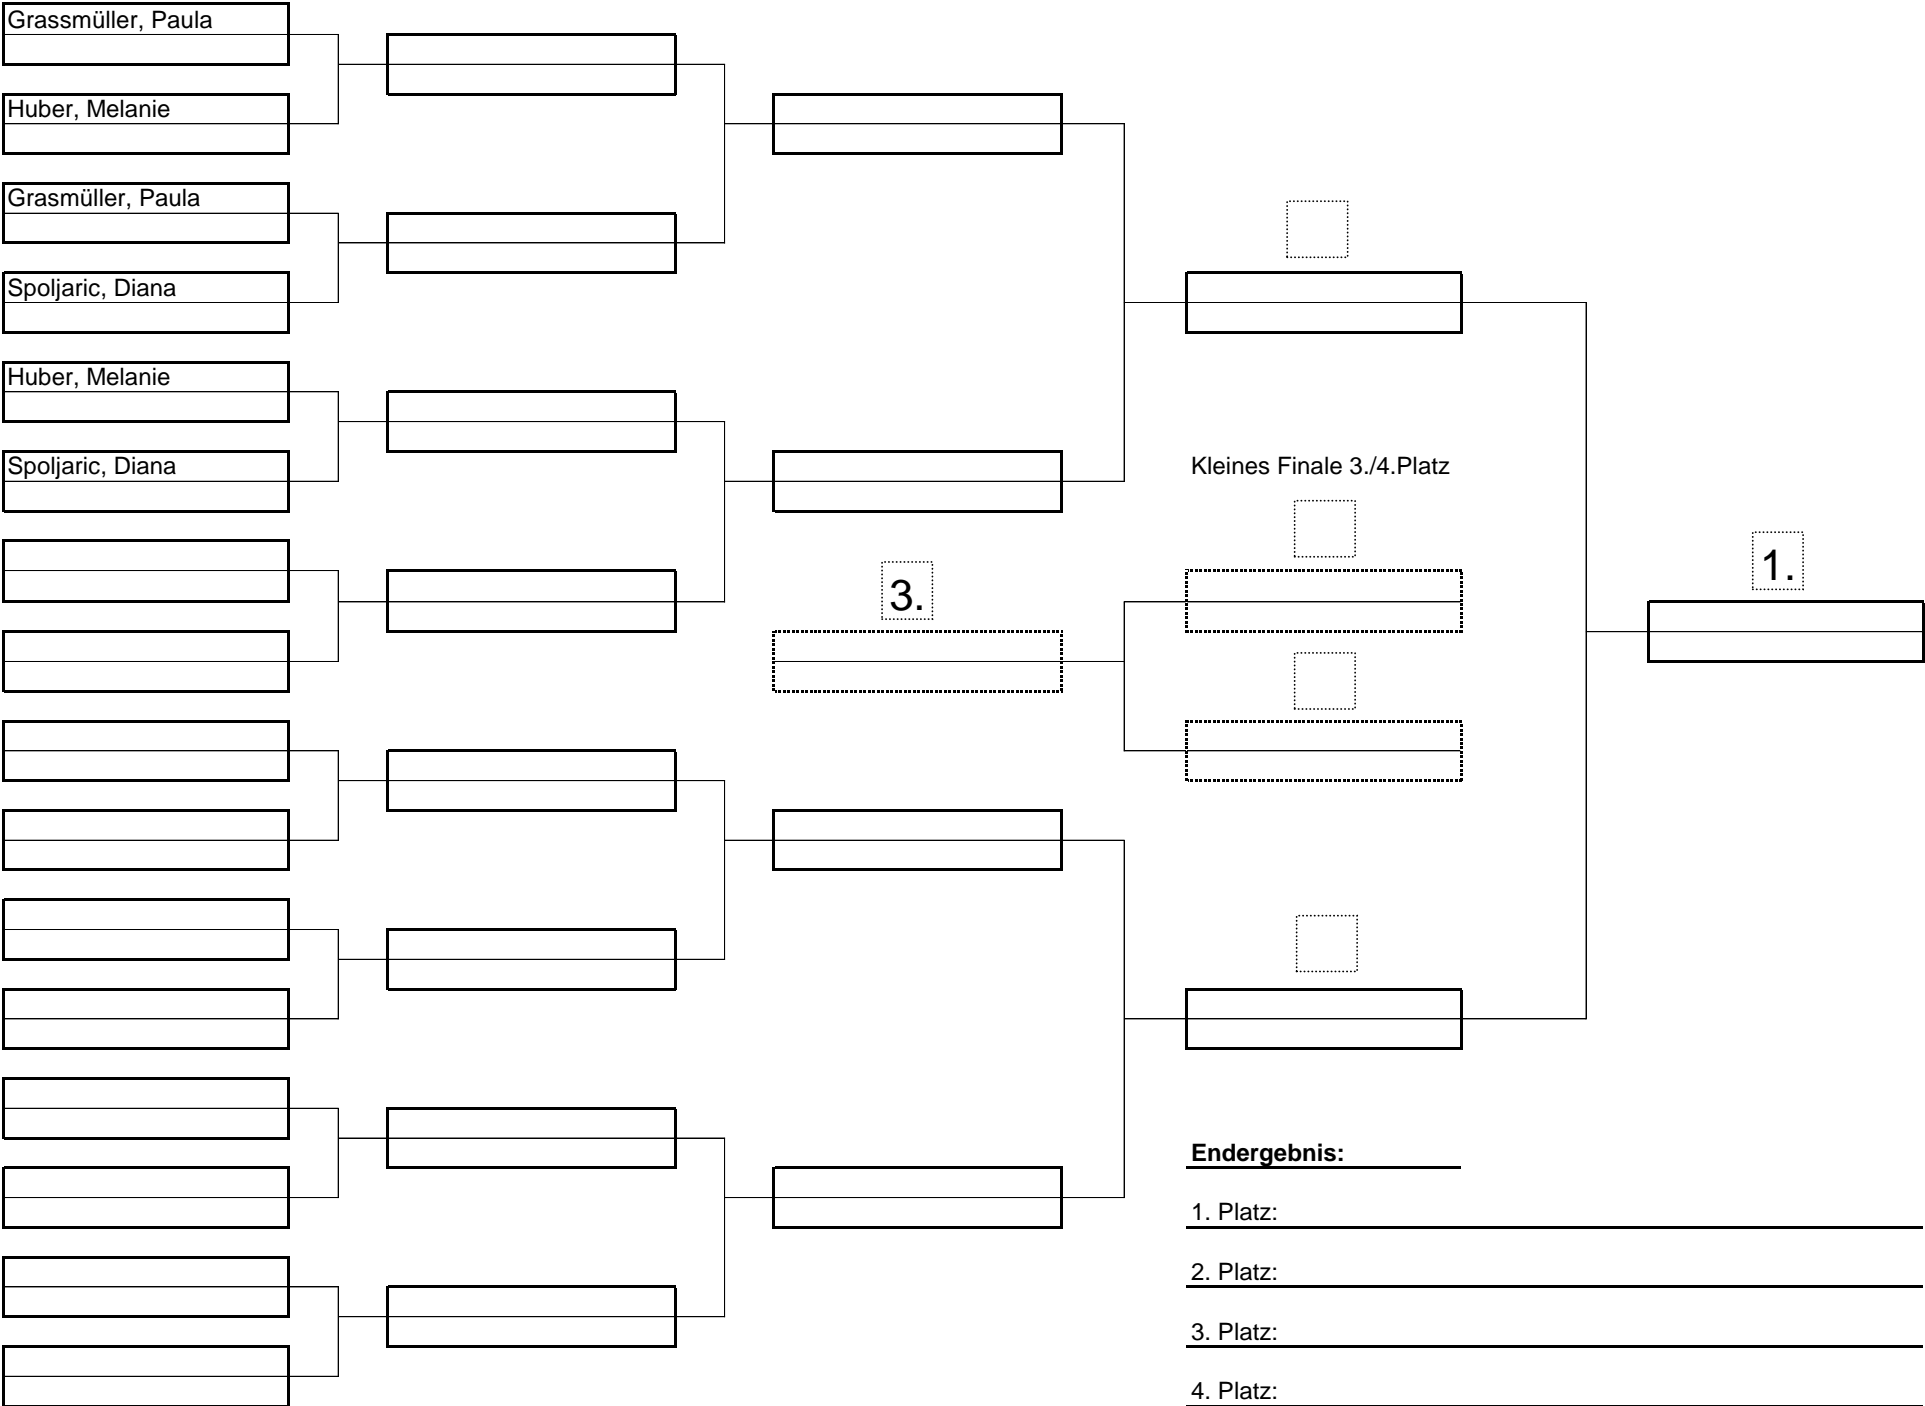 Grassmüller, Paula
Huber, Melanie
Grasmüller, Paula
Spoljaric, Diana
Huber, Melanie
Spoljaric, Diana
Kleines Finale 3./4.Platz
3.
1.
Endergebnis:
1. Platz:
2. Platz:
3. Platz:
4. Platz: